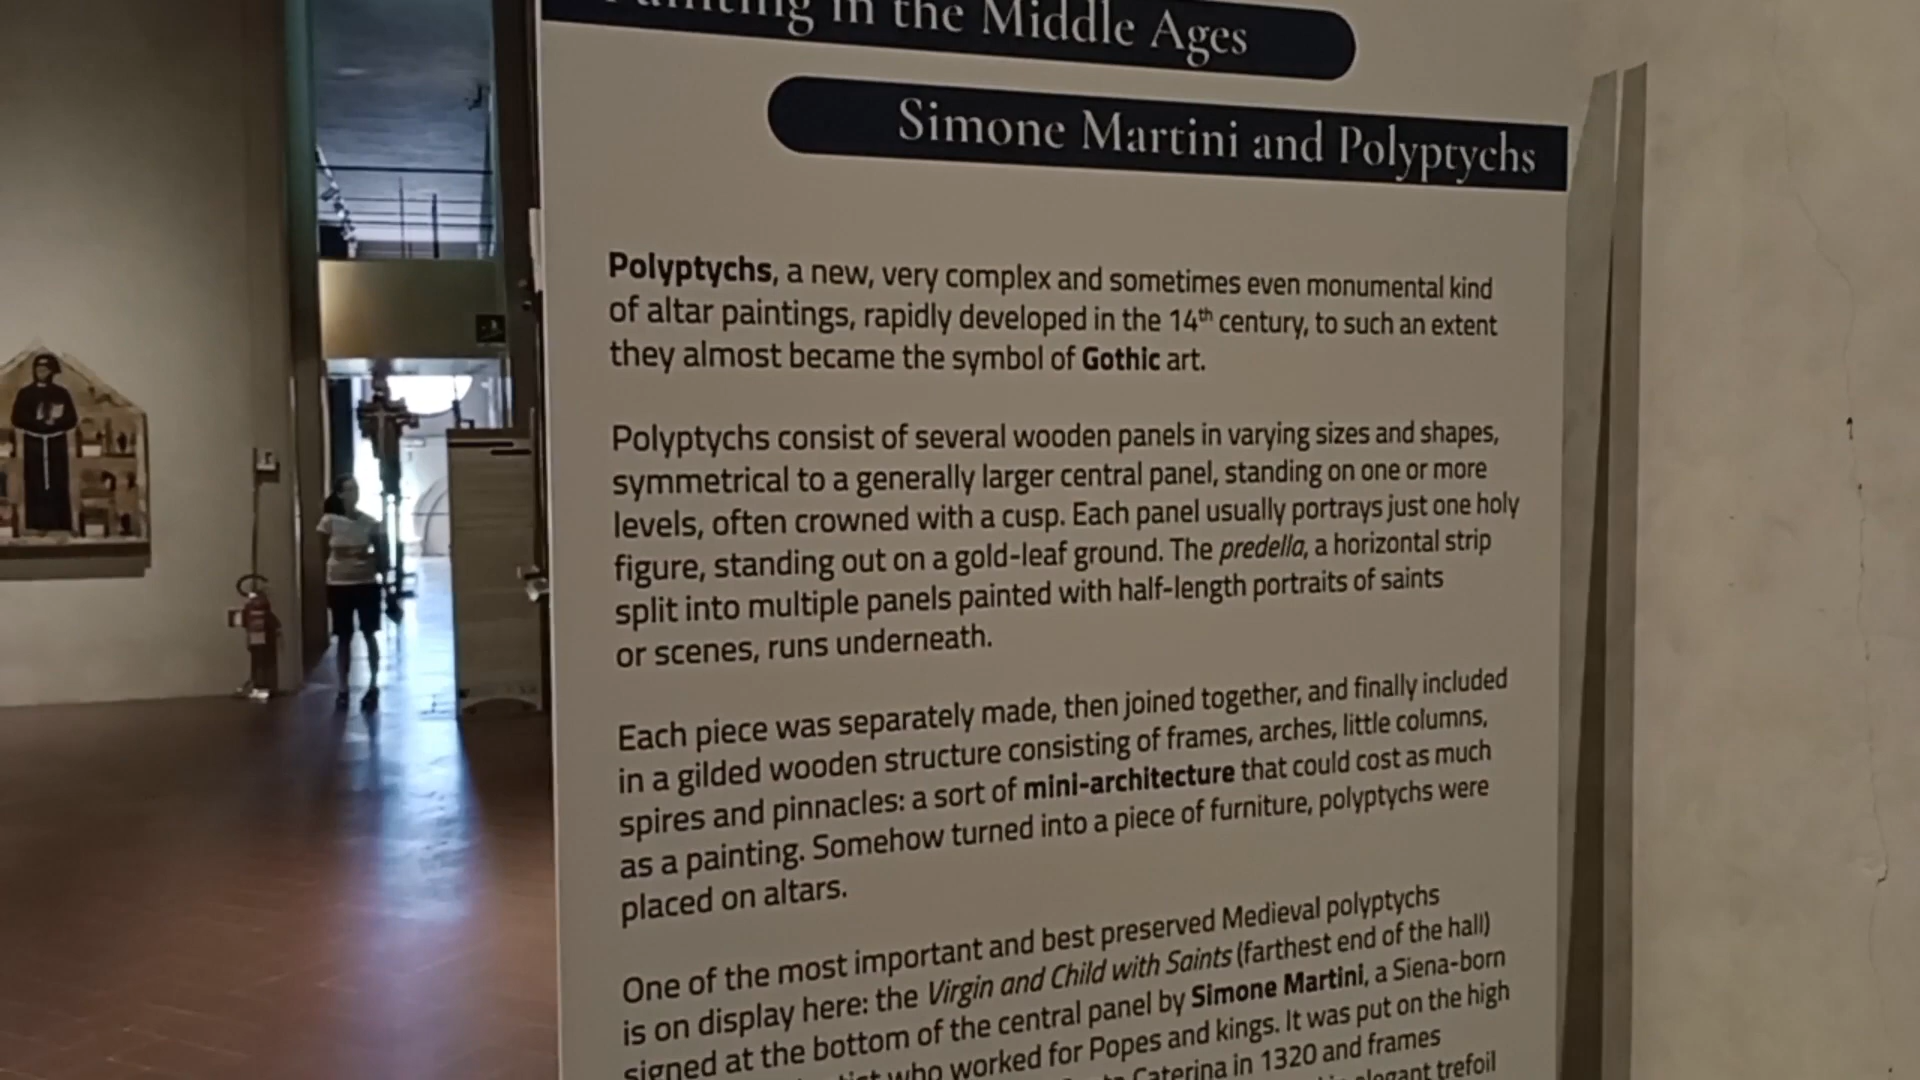 Painting in the Middle Ages
Simone Martini and Polyptychs
Polyptychs, a new, very complex and sometimes even monumental kind
of altar paintings, rapidly developed in the 14th century, to such an extent
they almost became the symbol of Gothic art.
Polyptychs consist of several wooden panels in varying sizes and shapes,
symmetrical to a generally larger central panel, standing on one or more
levels, often crowned with a cusp. Each panel usually portrays just one holy
figure, standing out on a gold-leaf ground. The predella, a horizontal strip
split into multiple panels painted with half-length portraits of saints
or scenes, runs underneath.
Each piece was separately made, then joined together, and finally included
in a gilded wooden structure consisting of frames, arches, little columns,
spires and pinnacles: a sort of mini-architecture that could cost as much
as a painting. Somehow turned into a piece of furniture, polyptychs were
placed on altars.
One of the most important and best preserved Medieval polyptychs
is on display here: the Virgin and Child with Saints (farthest end of the hall)
signed at the bottom of the central panel by Simone Martini, a Siena-born
who worked for Popes and kings. It was put on the high
Caterina in 1320 and frames
elegant trefoil